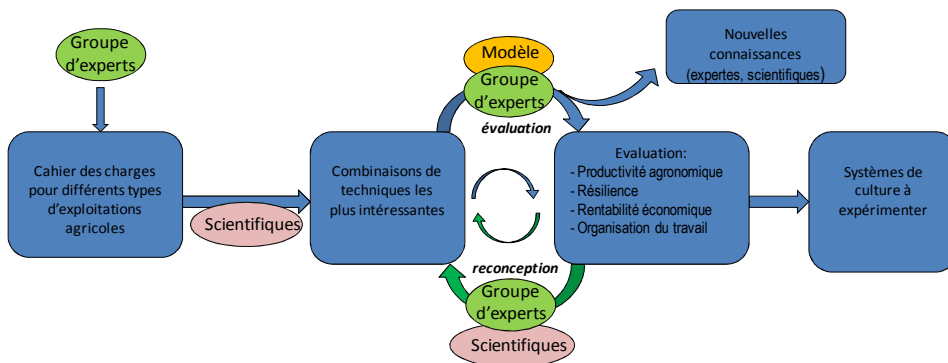 Groupe
d'experts
Cahier des charges
pour différents types
d'exploitations
agricoles
Scientifiques
Combinaisons de
techniques les
plus intéressantes
Modèle
Groupe
d'experts
évaluation
Nouvelles
connaissances
(expertes, scientifiques)
Evaluation:
- Productivité agronomique
- Résilience
- Rentabilité économique
- Organisation du travail
reconception
Groupe
d'experts
Scientifiques
Systèmes de
culture à
expérimenter